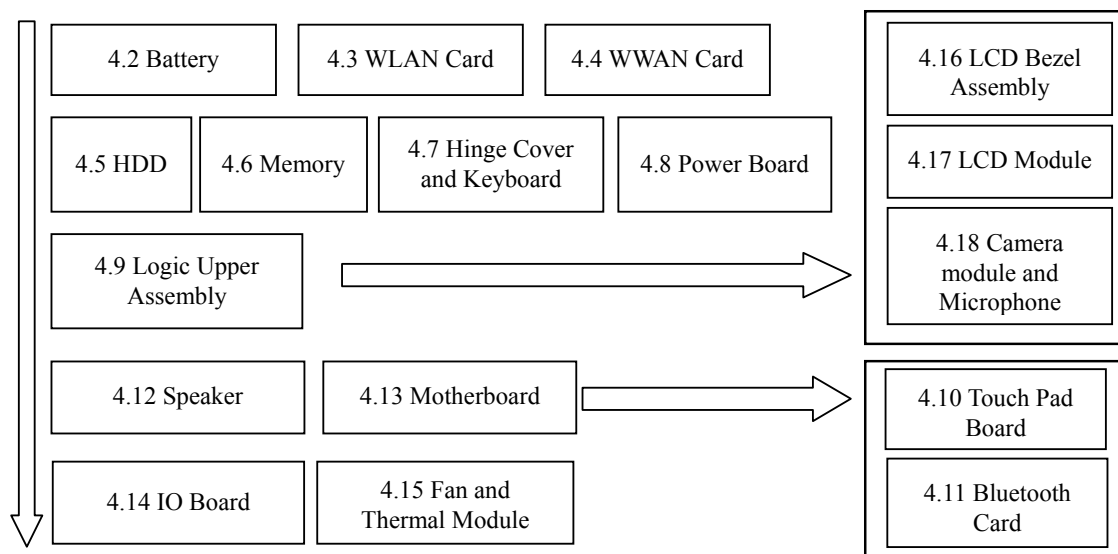 4.2 Battery
4.3 WLAN Card
4.4 WWAN Card
4.5 HDD
4.6 Memory
4.7 Hinge Cover
and Keyboard
4.8 Power Board
4.9 Logic Upper
Assembly
4.12 Speaker
4.13 Motherboard
4.14 IO Board
4.15 Fan and
Thermal Module
4.16 LCD Bezel
Assembly
4.17 LCD Module
4.18 Camera
module and
Microphone
4.10 Touch Pad
Board
4.11 Bluetooth
Card